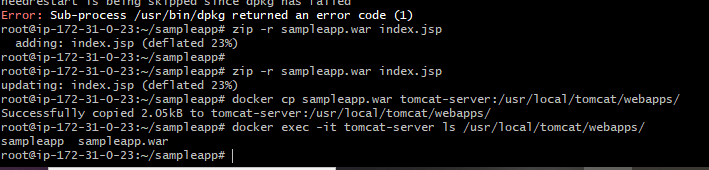 needrestart is being skipped since dpkg has failed
Error: Sub-process /usr/bin/dpkg returned an error code (1)
root@ip-172-31-0-23:~/sampleapp# zip -r sampleapp.war index.jsp
  adding: index.jsp (deflated 23%)
root@ip-172-31-0-23:~/sampleapp#
root@ip-172-31-0-23:~/sampleapp# zip -r sampleapp.war index.jsp
updating: index.jsp (deflated 23%)
root@ip-172-31-0-23:~/sampleapp# docker cp sampleapp.war tomcat-server:/usr/local/tomcat/webapps/
Successfully copied 2.05kB to tomcat-server:/usr/local/tomcat/webapps/
root@ip-172-31-0-23:~/sampleapp# docker exec -it tomcat-server ls /usr/local/tomcat/webapps/
sampleapp  sampleapp.war
root@ip-172-31-0-23:~/sampleapp#